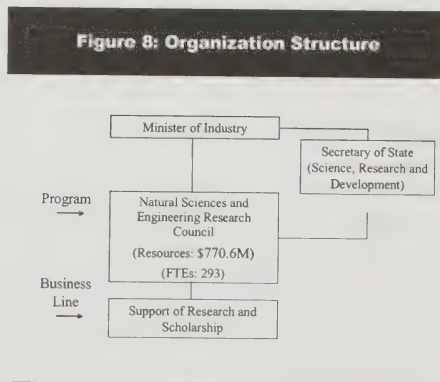 Figure 8: Organization Structure
Minister of Industry
Secretary of State
(Science, Research and
Development)
Program
Natural Sciences and
Engineering Research
Council
(Resources: $770.6M)
(FTEs: 293)
Business
Line
Support of Research and
Scholarship